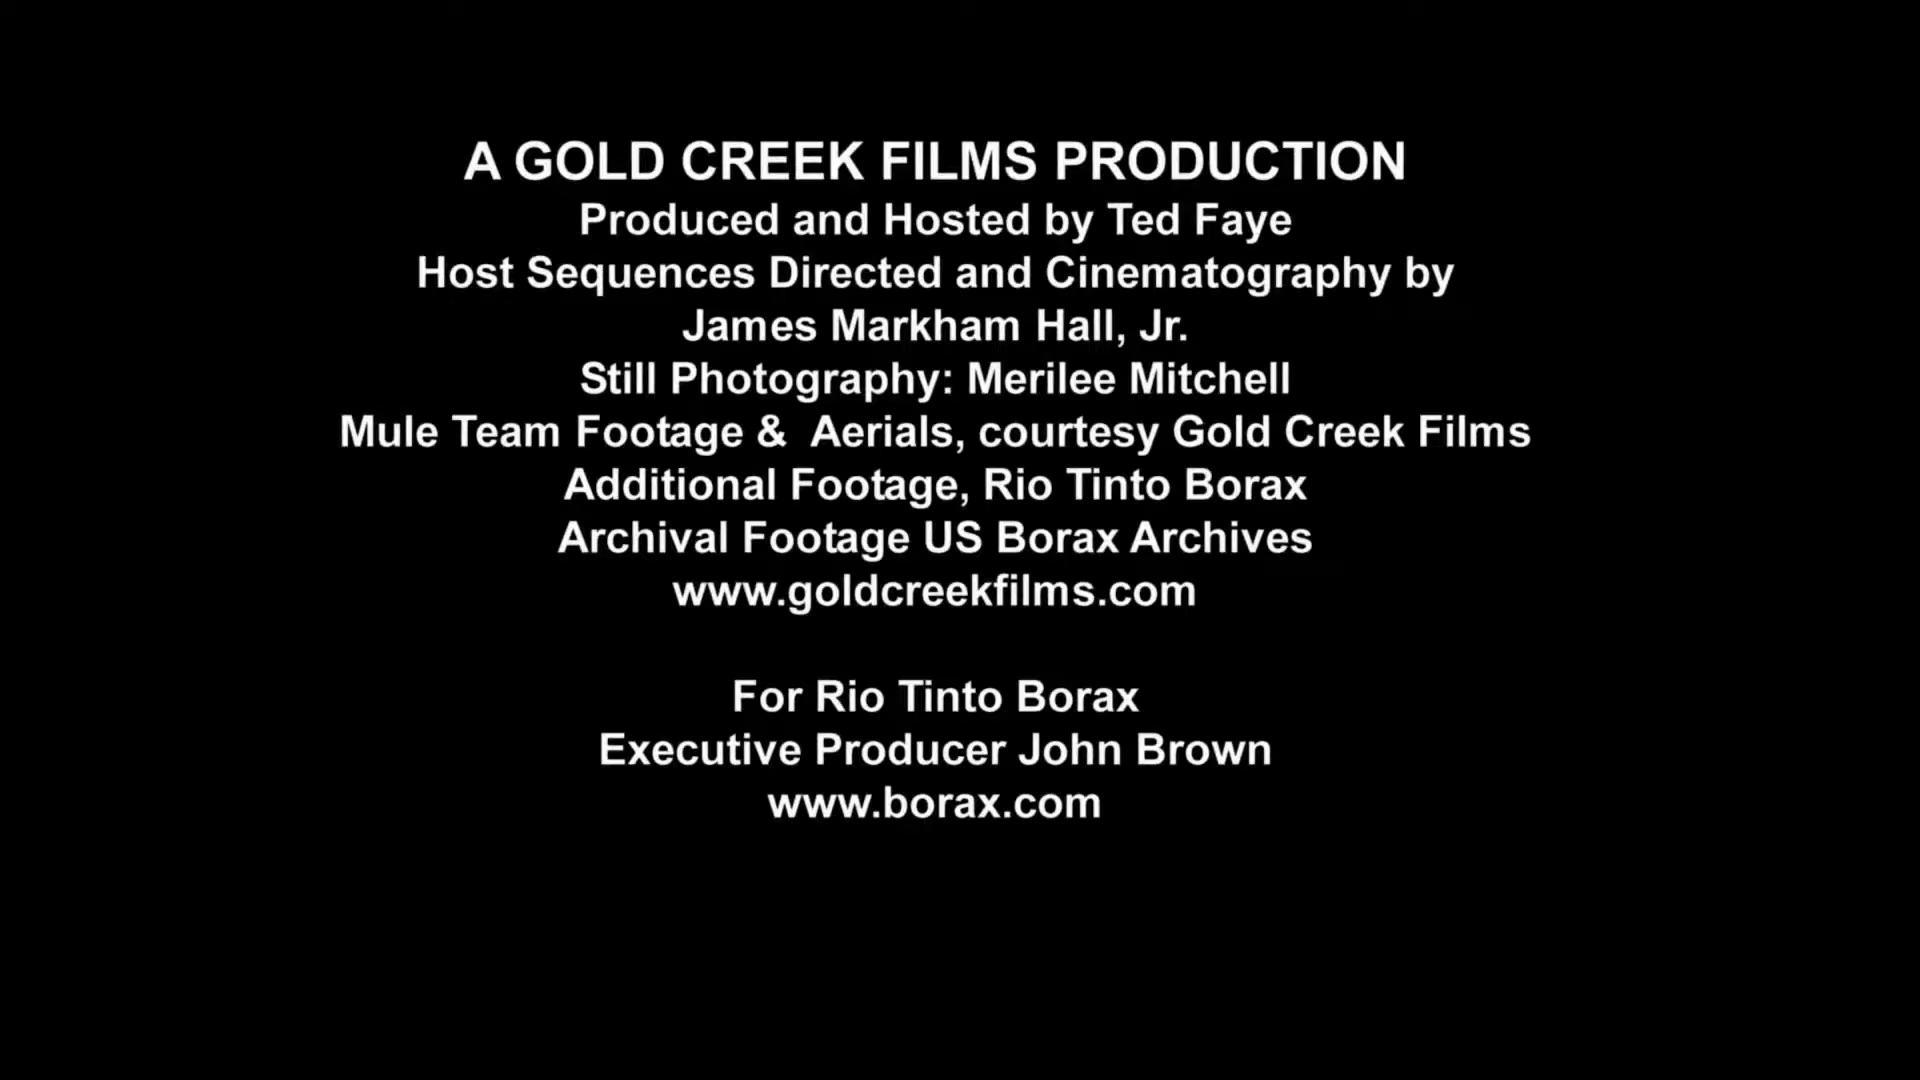 A GOLD CREEK FILMS PRODUCTION
Produced and Hosted by Ted Faye
Host Sequences Directed and Cinematography by
James Markham Hall, Jr.
Still Photography: Merilee Mitchell
Mule Team Footage &  Aerials, courtesy Gold Creek Films
Additional Footage, Rio Tinto Borax
Archival Footage US Borax Archives
www.goldcreekfilms.com
For Rio Tinto Borax
Executive Producer John Brown
www.borax.com